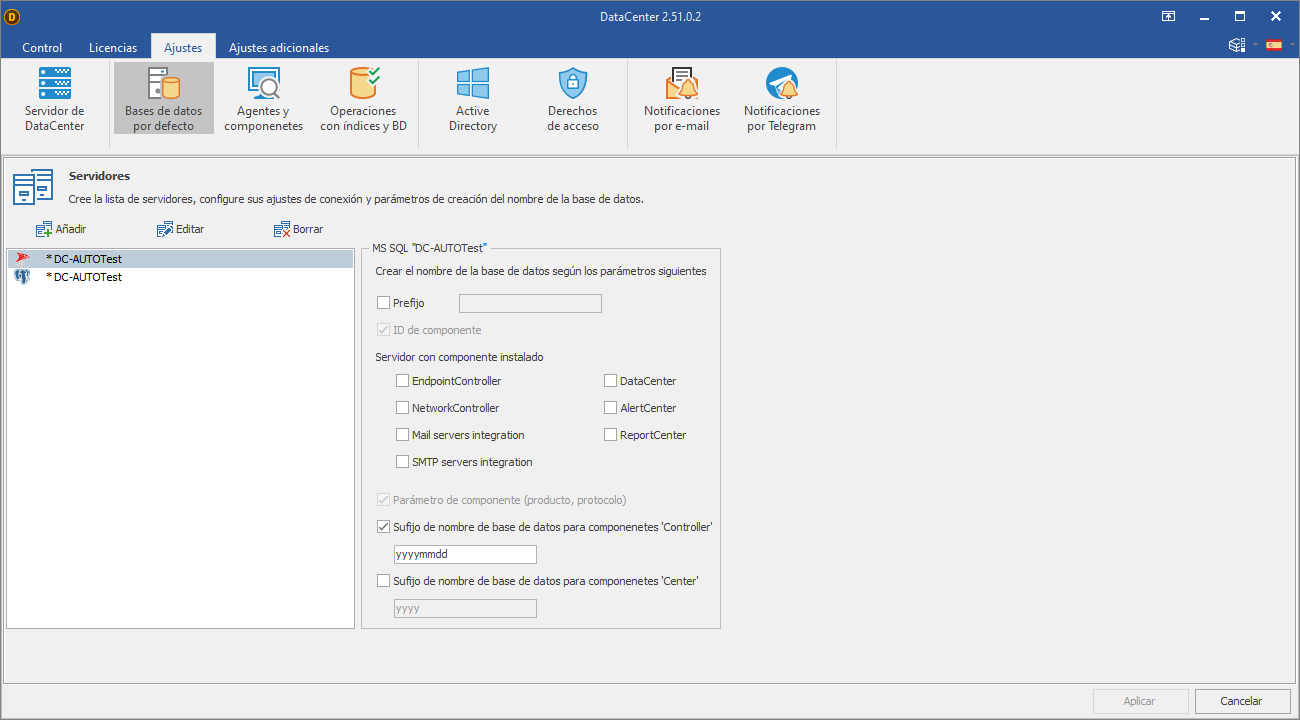 D
DataCenter 2.51.0.2
Control Licencias Ajustes Ajustes adicionales
Servidor de
DataCenter
Bases de datos
por defecto
Agentes y
componenetes
Operaciones
con índices y BD
Active
Directory
Derechos
de acceso
Notificaciones
por e-mail
Notificaciones
por Telegram
Servidores
Cree la lista de servidores, configure sus ajustes de conexión y parámetros de creación del nombre de la base de datos.
Añadir Editar Borrar
* DC-AUTOTest
* DC-AUTOTest
MS SQL "DC-AUTOTest"
Crear el nombre de la base de datos según los parámetros siguientes
Prefijo
ID de componente
Servidor con componente instalado
EndpointController DataCenter
NetworkController AlertCenter
Mail servers integration ReportCenter
SMTP servers integration
Parámetro de componente (producto, protocolo)
Sufijo de nombre de base de datos para componenetes 'Controller'
yyyymmdd
Sufijo de nombre de base de datos para componenetes 'Center'
yyyy
Aplicar Cancelar